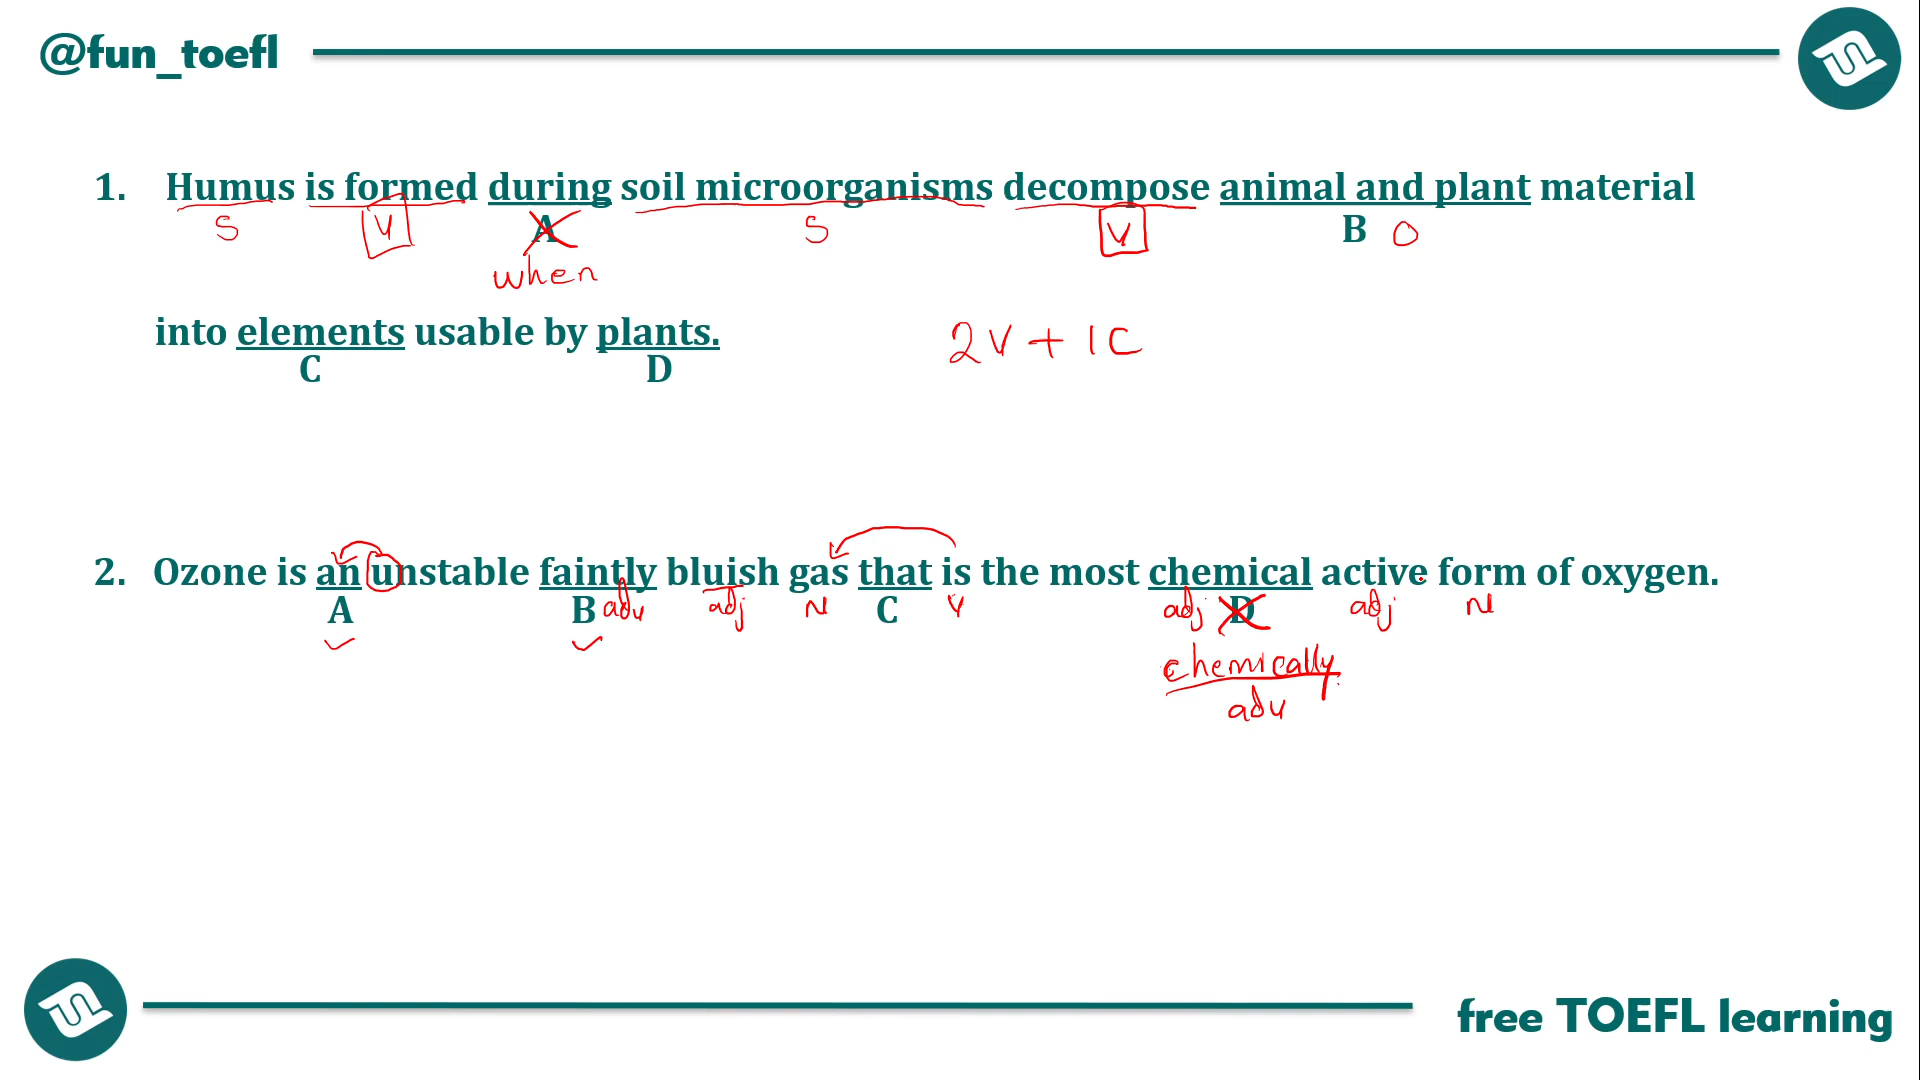 @fun_toefl
1. Humus is formed during soil microorganisms decompose animal and plant material
S V A S V B O
when
into elements usable by plants. 2V + 1C
C D
2. Ozone is an unstable faintly bluish gas that is the most chemical active form of oxygen.
A B adv adj N C V adj D adj N
chemically
adv
free TOEFL learning